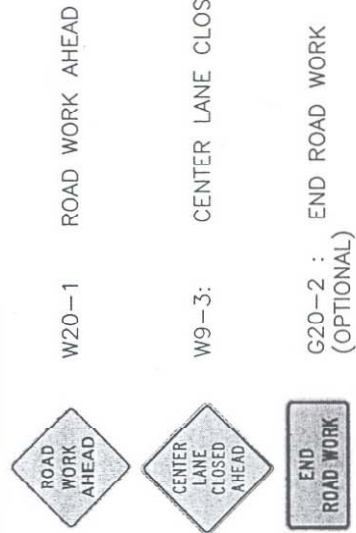 ROAD
WORK
AHEAD
W20-1 ROAD WORK AHEAD
CENTER
LANE
CLOSED
AHEAD
W9-3: CENTER LANE CLOS
END
ROAD WORK
G20-2 : END ROAD WORK
(OPTIONAL)